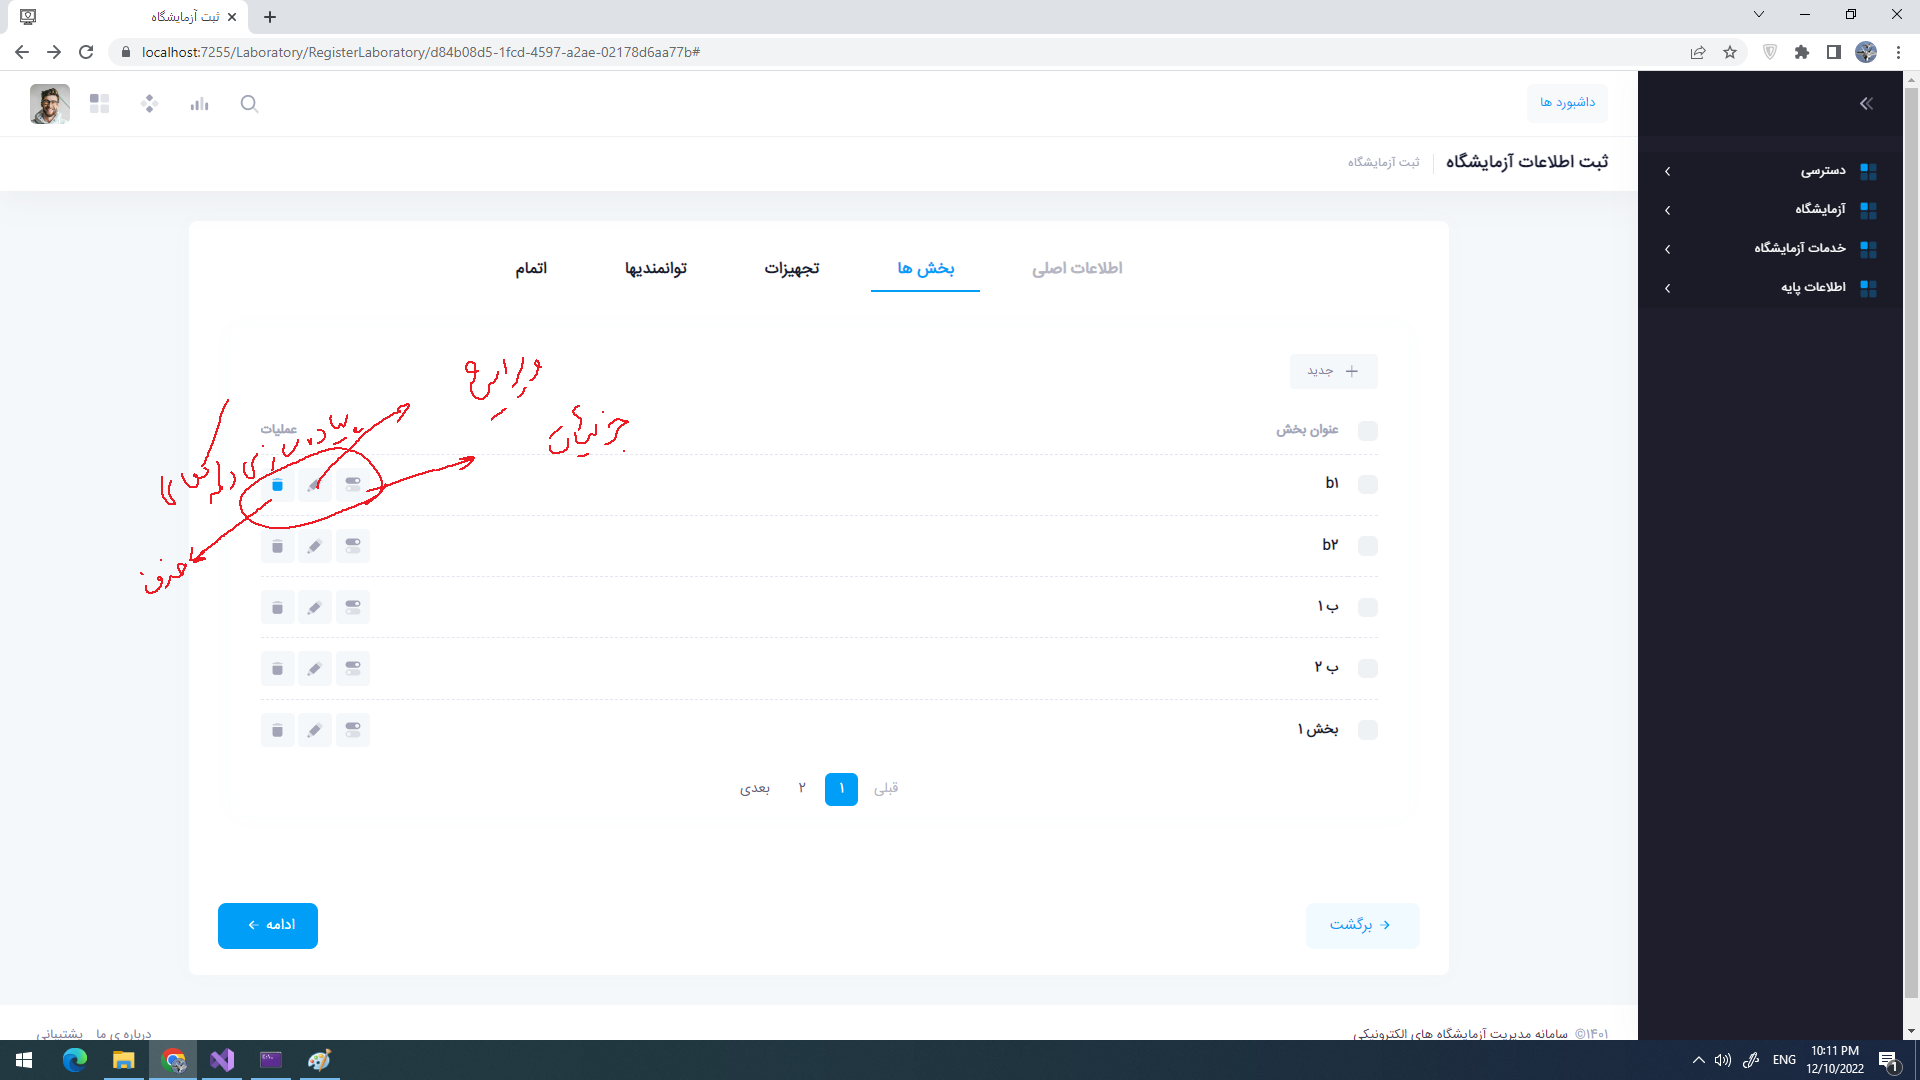 ثبت آزمایشگاه
localhost:7255/Laboratory/RegisterLaboratory/d84b08d5-1fcd-4597-a2ae-02178d6aa77b#
داشبورد ها
ثبت اطلاعات آزمایشگاه
ثبت آزمایشگاه
دسترسی
آزمایشگاه
خدمات آزمایشگاه
اطلاعات پایه
اطلاعات اصلی
بخش ها
تجهیزات
توانمندیها
اتمام
جدید
ویرایش
جزئیات
عنوان بخش
عملیات
پیاده سازی
b۱
حذف
b۲
ب ۱
ب ۲
بخش ۱
قبلی ۱ ۲ بعدی
برگشت
ادامه
©۱۴۰۱ سامانه مدیریت آزمایشگاه های الکترونیکی
درباره ی ما پشتیبانی
ENG
10:11 PM
12/10/2022
1